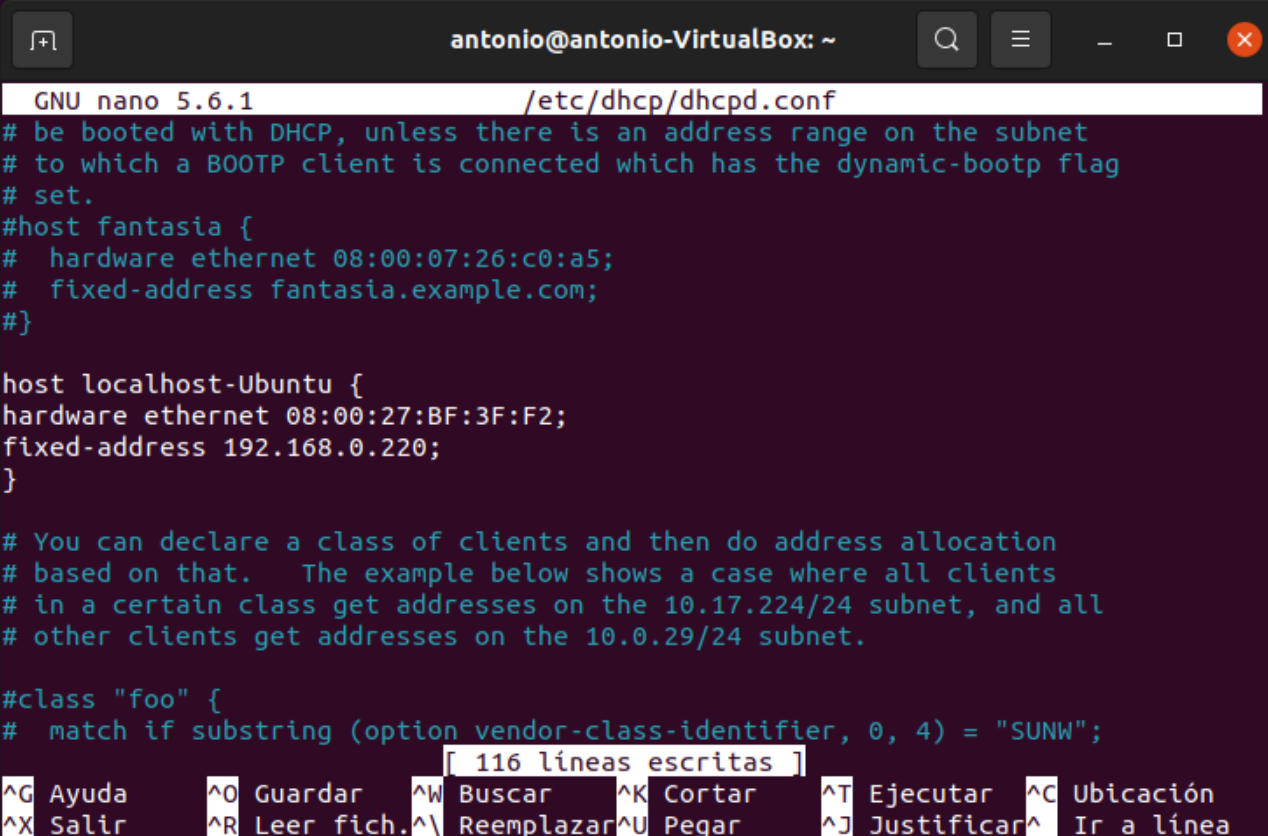 antonio@antonio-VirtualBox: ~
GNU nano 5.6.1 /etc/dhcp/dhcpd.conf
# be booted with DHCP, unless there is an address range on the subnet
# to which a BOOTP client is connected which has the dynamic-bootp flag
# set.
#host fantasia {
#  hardware ethernet 08:00:07:26:c0:a5;
#  fixed-address fantasia.example.com;
#}
host localhost-Ubuntu {
hardware ethernet 08:00:27:BF:3F:F2;
fixed-address 192.168.0.220;
}
# You can declare a class of clients and then do address allocation
# based on that.   The example below shows a case where all clients
# in a certain class get addresses on the 10.17.224/24 subnet, and all
# other clients get addresses on the 10.0.29/24 subnet.
#class "foo" {
#  match if substring (option vendor-class-identifier, 0, 4) = "SUNW";
[ 116 líneas escritas ]
^G Ayuda ^O Guardar ^W Buscar ^K Cortar ^T Ejecutar ^C Ubicación
^X Salir ^R Leer fich.^\ Reemplazar^U Pegar ^J Justificar^  Ir a línea